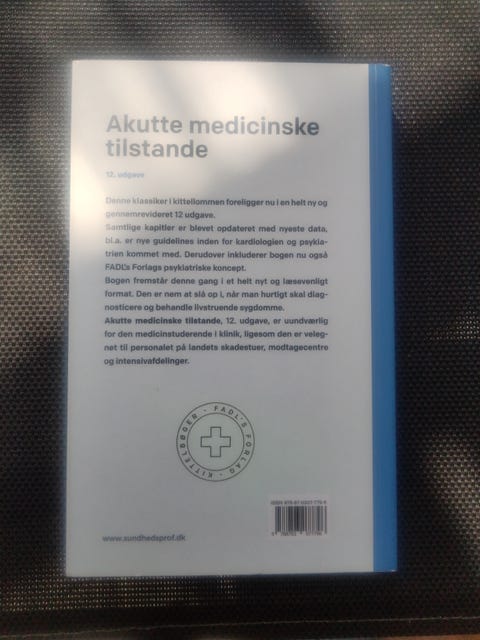 Akutte medicinske
tilstande
12. udgave
Denne klassiker i kittellommen foreligger nu i en helt ny og
gennemrevideret 12 udgave.
Samtlige kapitler er blevet opdateret med nyeste data,
bl.a. er nye guidelines inden for kardiologien og psykia-
trien kommet med. Derudover inkluderer bogen nu også
FADL's Forlags psykiatriske koncept.
Bogen fremstår denne gang i et helt nyt og læsevenligt
format. Den er nem at slå op i, når man hurtigt skal diag-
nosticere og behandle livstruende sygdomme.
Akutte medicinske tilstande, 12. udgave, er uundværlig
for den medicinstuderende i klinik, ligesom den er veleg-
net til personalet på landets skadestuer, modtagecentre
og intensivafdelinger.
FADL'S FORLAG · KITTELBØGER ·
www.sundhedsprof.dk